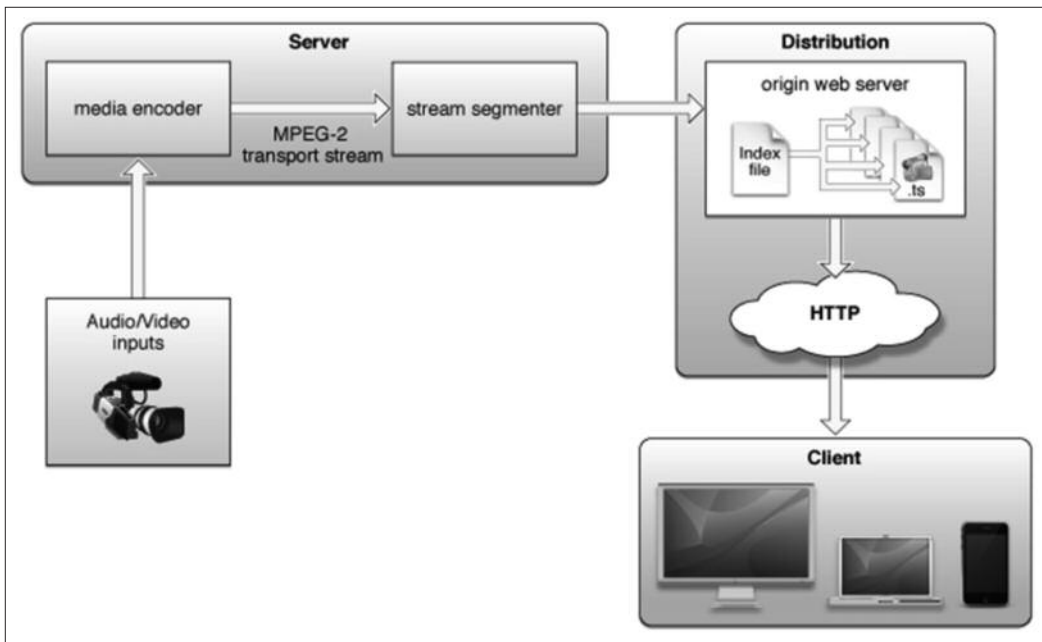 Server
media encoder
MPEG-2
transport stream
stream segmenter
Distribution
origin web server
Index
file
.ts
HTTP
Audio/Video
inputs
Client